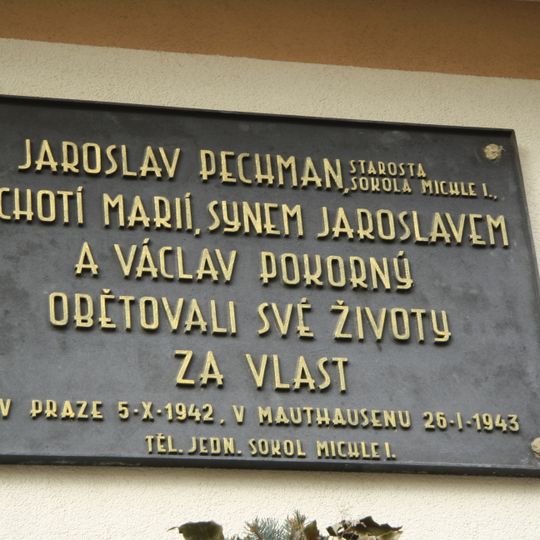 JAROSLAV PECHMAN, STAROSTA SOKOLA MICHLE I.,
CHOTÍ MARIÍ, SYNEM JAROSLAVEM
A VÁCLAV POKORNÝ
OBĚTOVALI SVÉ ŽIVOTY
ZA VLAST
V PRAZE 5-X-1942, V MAUTHAUSENU 26-I-1943
TĚL. JEDN. SOKOL MICHLE I.